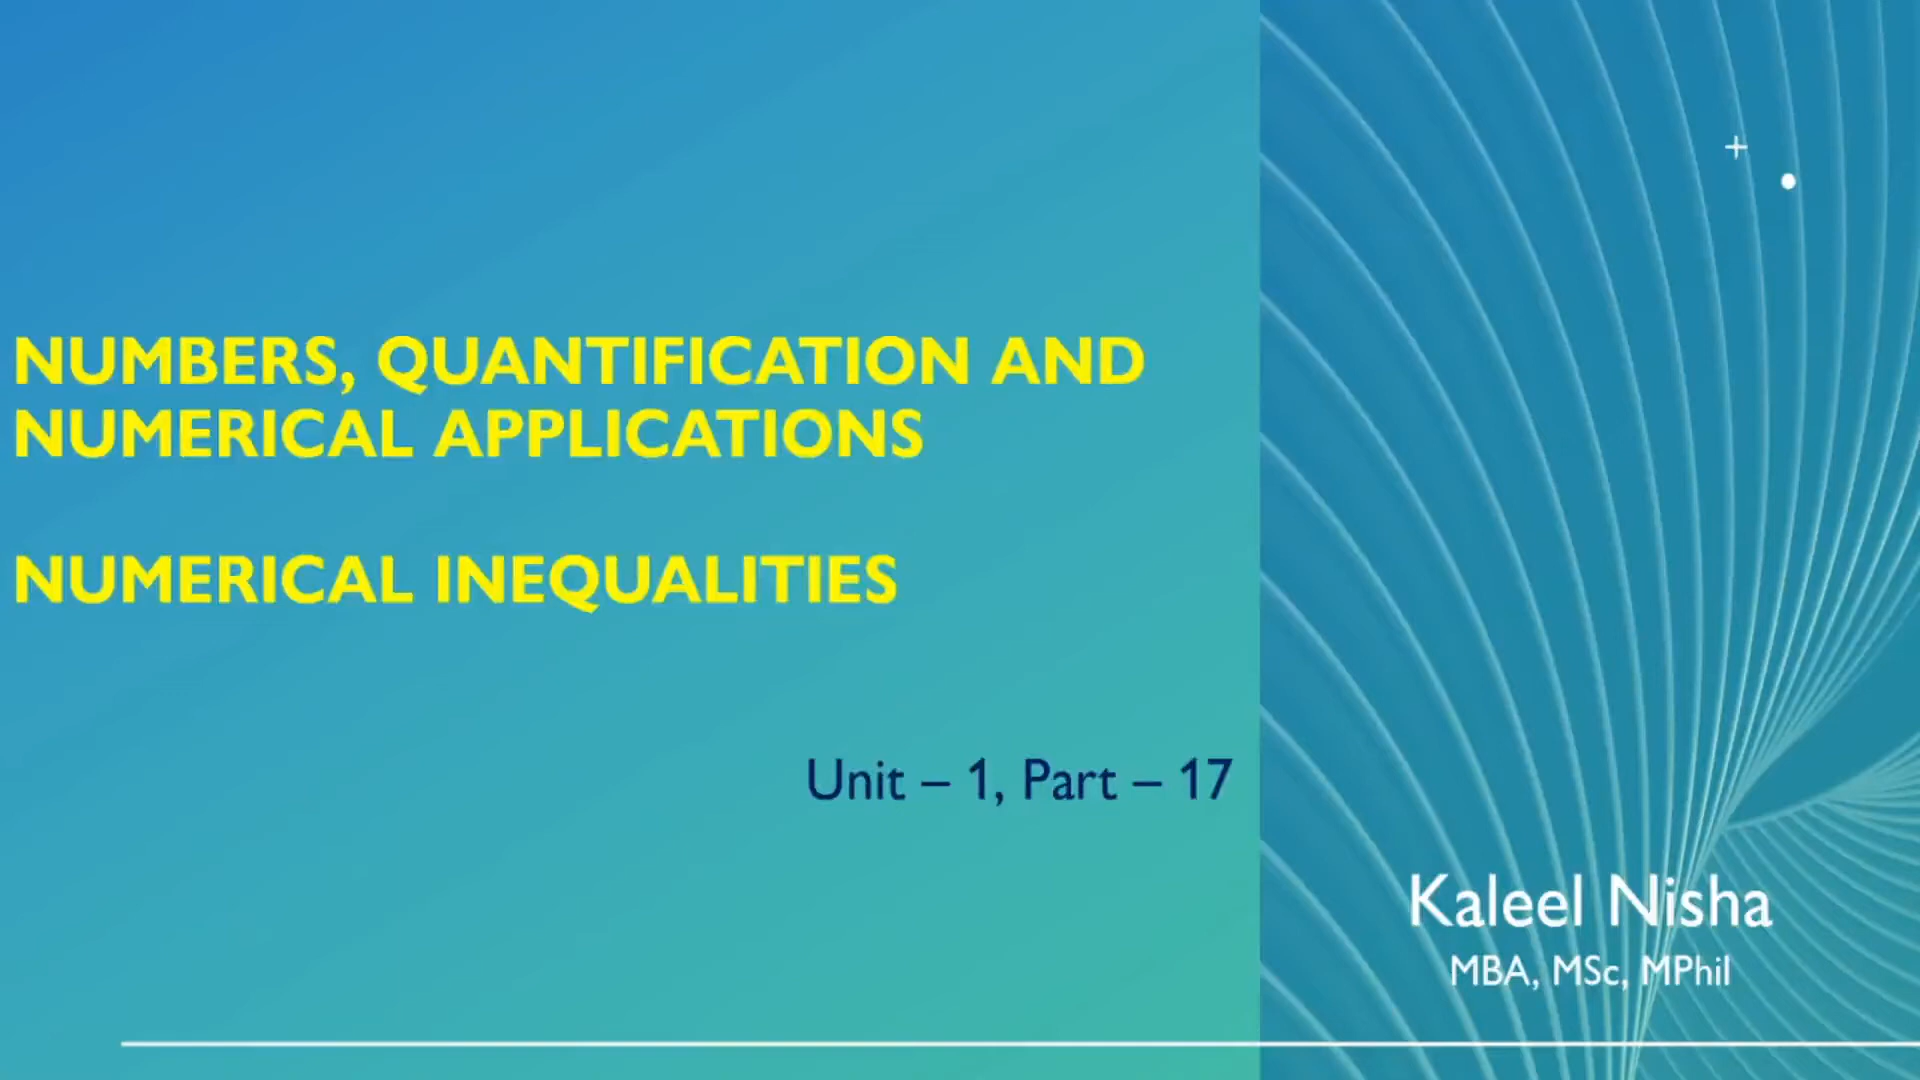 NUMBERS, QUANTIFICATION AND
NUMERICAL APPLICATIONS
NUMERICAL INEQUALITIES
Unit – 1, Part – 17
Kaleel Nisha
MBA, MSc, MPhil